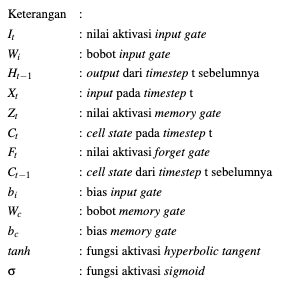 Keterangan :
I_t : nilai aktivasi input gate
W_i : bobot input gate
H_{t−1} : output dari timestep t sebelumnya
X_t : input pada timestep t
Z_t : nilai aktivasi memory gate
C_t : cell state pada timestep t
F_t : nilai aktivasi forget gate
C_{t−1} : cell state dari timestep t sebelumnya
b_i : bias input gate
W_c : bobot memory gate
b_c : bias memory gate
tanh : fungsi aktivasi hyperbolic tangent
σ : fungsi aktivasi sigmoid